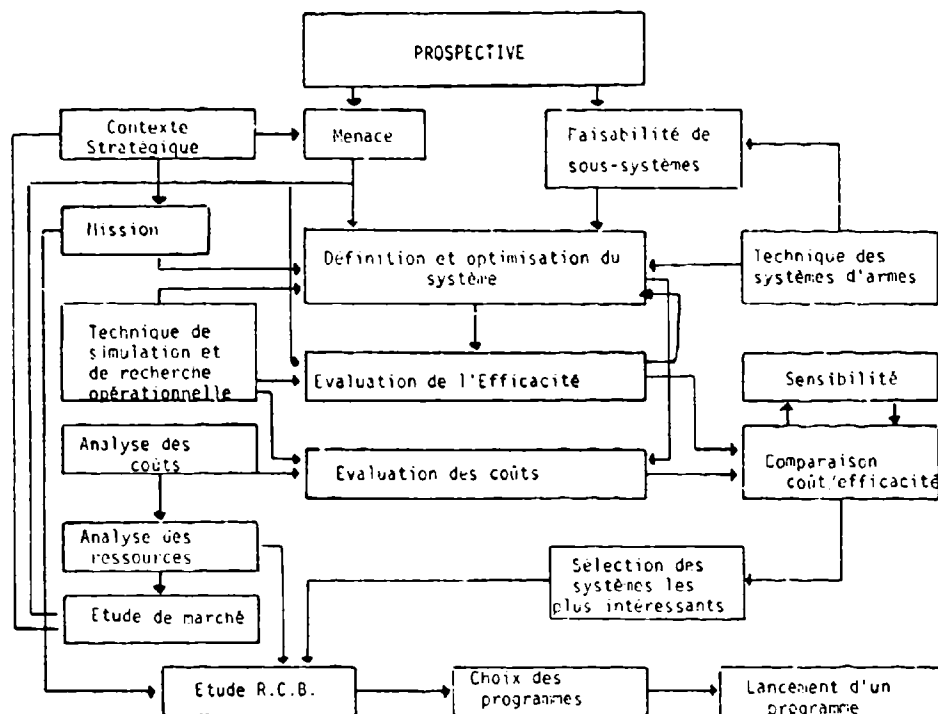 PROSPECTIVE
Contexte
Stratégique
Menace
Faisabilité de
sous-systèmes
Mission
Définition et optimisation du
système
Technique des
systèmes d'armes
Technique de
simulation et
de recherche
opérationnelle
Evaluation de l'Efficacité
Sensibilité
Analyse des
coûts
Evaluation des coûts
Comparaison
coût/efficacité
Analyse des
ressources
Sélection des
systèmes les
plus intéressants
Etude de marché
Etude R.C.B.
Choix des
programmes
Lancement d'un
programme